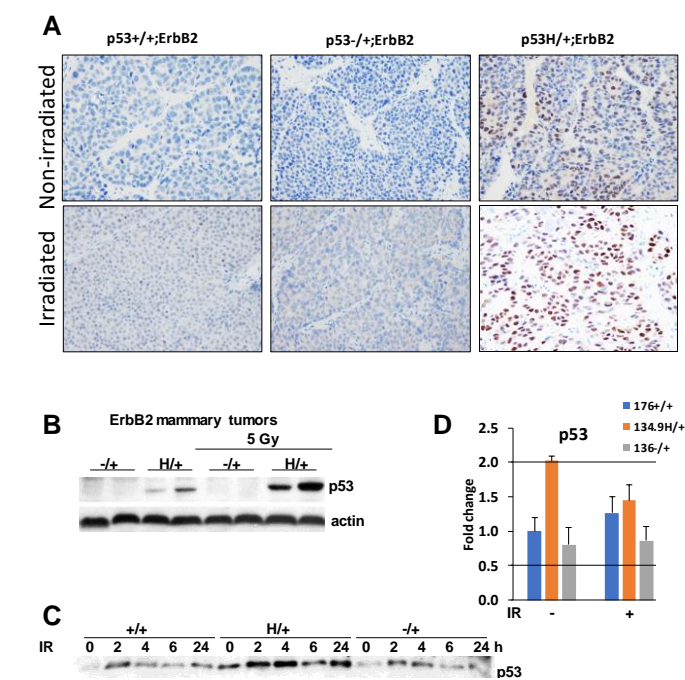 A
p53+/+;ErbB2 p53-/+;ErbB2 p53H/+;ErbB2
Non-irradiated
Irradiated
B
ErbB2 mammary tumors
5 Gy
-/+ H/+ -/+ H/+
p53
actin
D
176+/+
134.9H/+
136-/+
p53
Fold change
2.5
2.0
1.5
1.0
0.5
0.0
IR - +
C
+/+ H/+ -/+
IR 0 2 4 6 24 0 2 4 6 24 0 2 4 6 24 h
p53